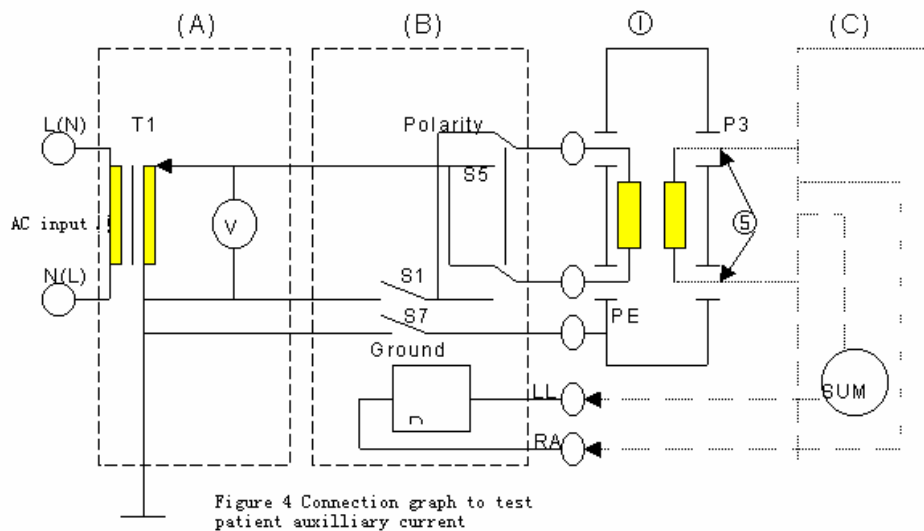 (A) (B) ① (C)
L(N) T1 Polarity P3
S5
AC input V ⑤
N(L) S1
S7 PE
Ground
LL SUM
RA
Figure 4 Connection graph to test
patient auxilliary current